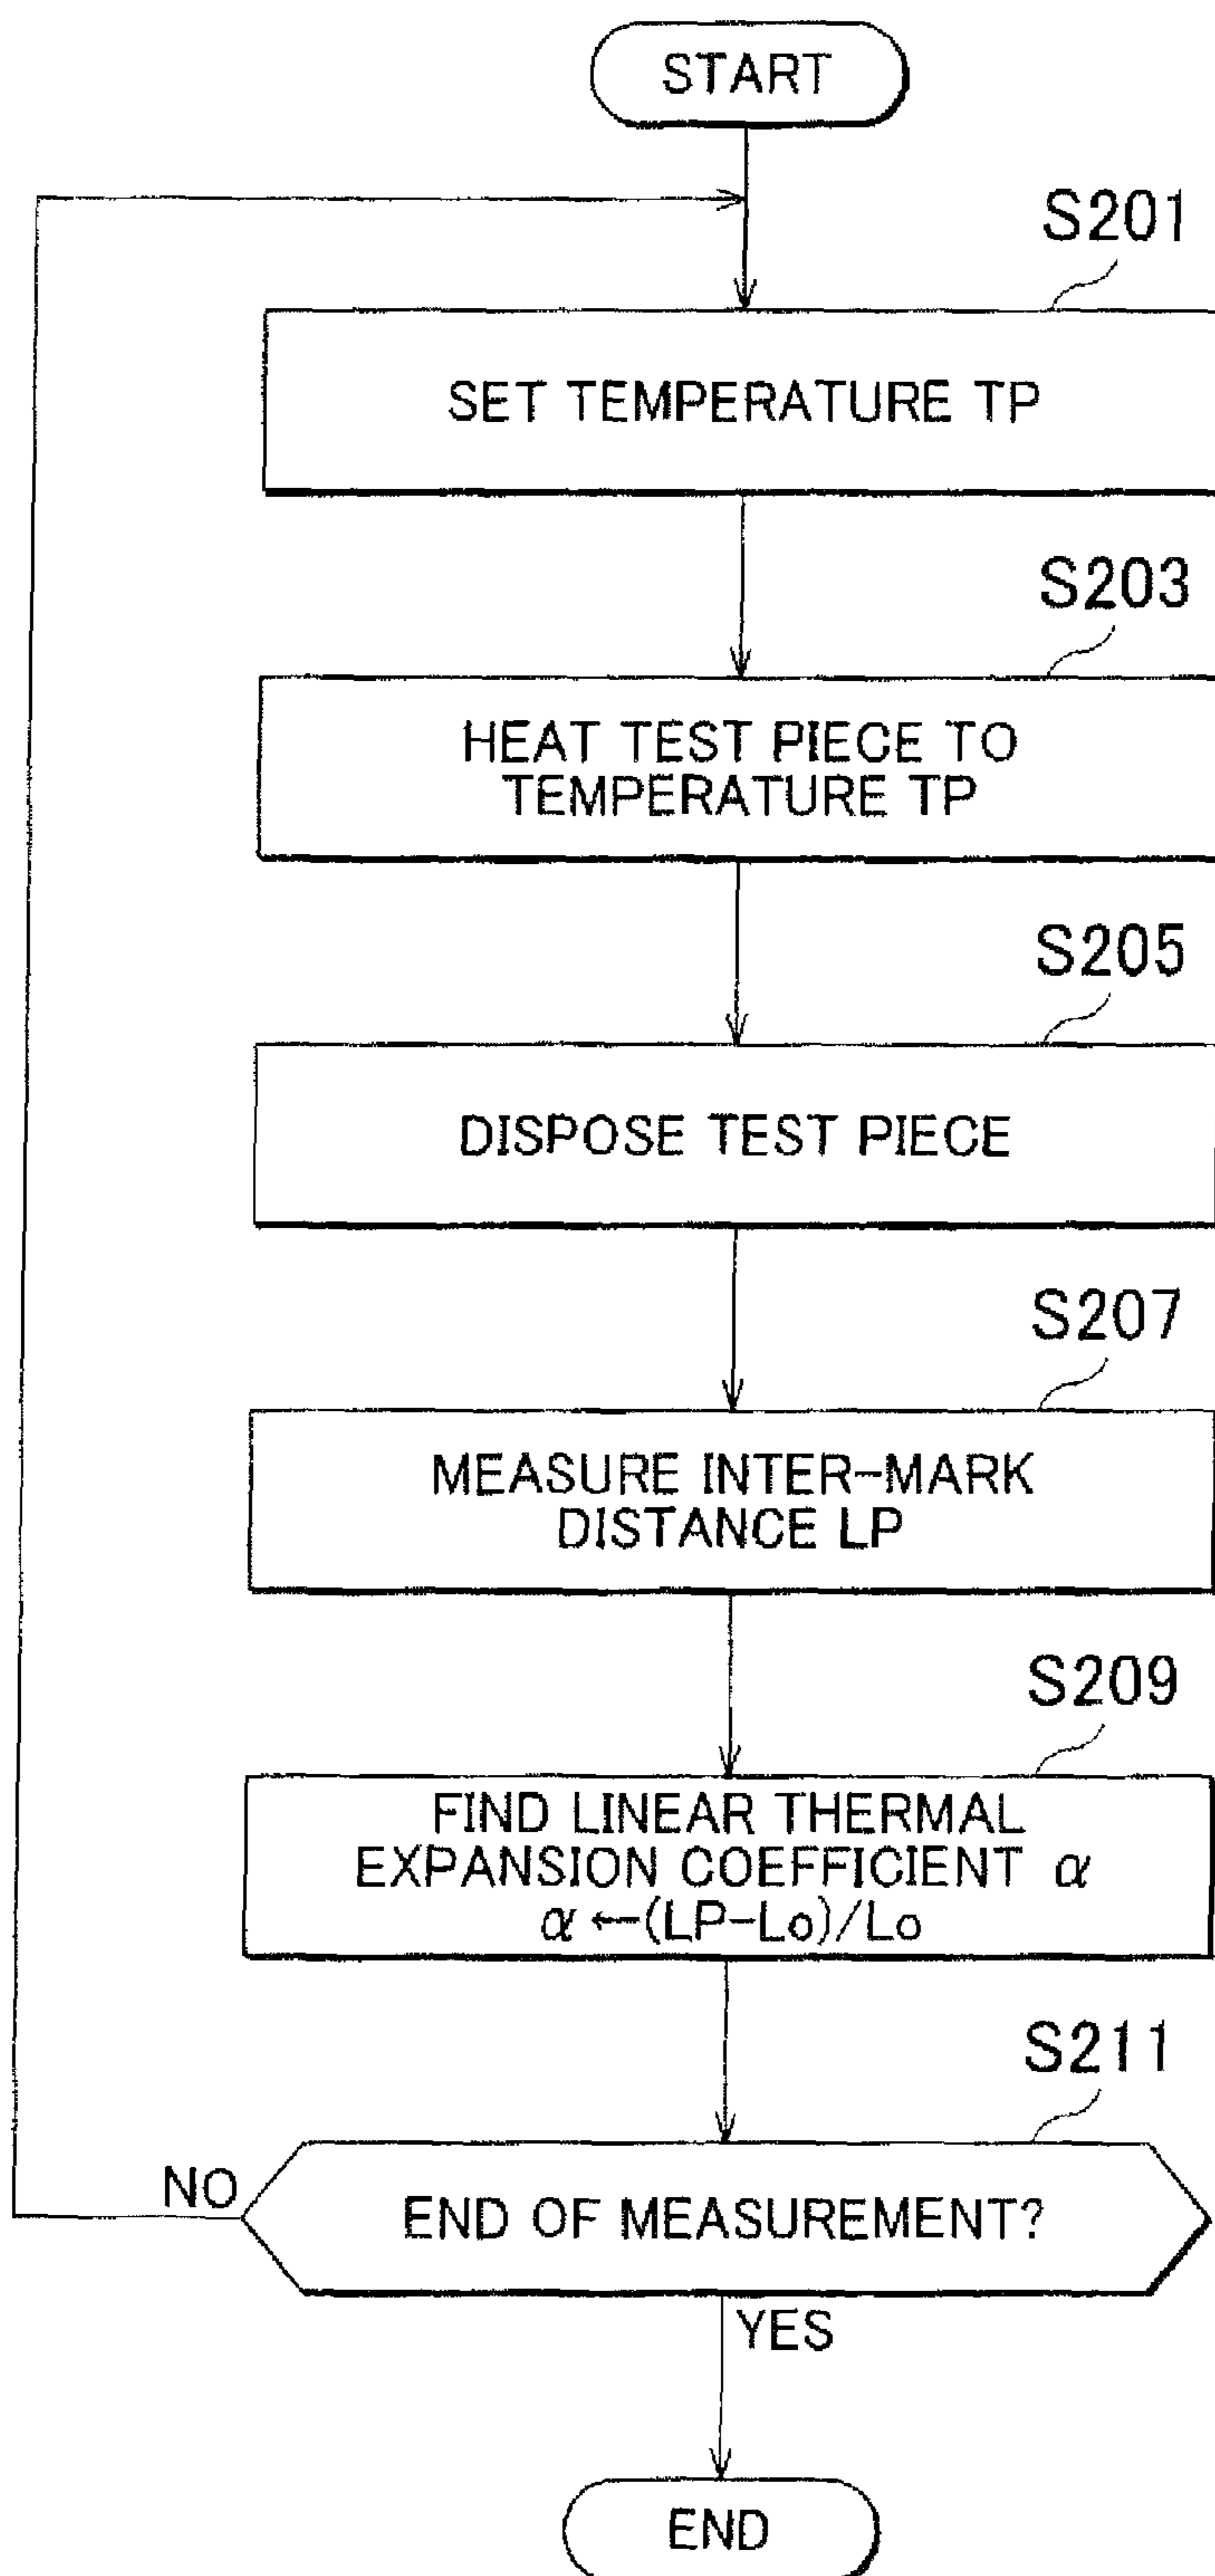 START
S201
SET TEMPERATURE TP
S203
HEAT TEST PIECE TO
TEMPERATURE TP
S205
DISPOSE TEST PIECE
S207
MEASURE INTER-MARK
DISTANCE LP
S209
FIND LINEAR THERMAL
EXPANSION COEFFICIENT α
α ←(LP-Lo)/Lo
S211
NO
END OF MEASUREMENT?
YES
END